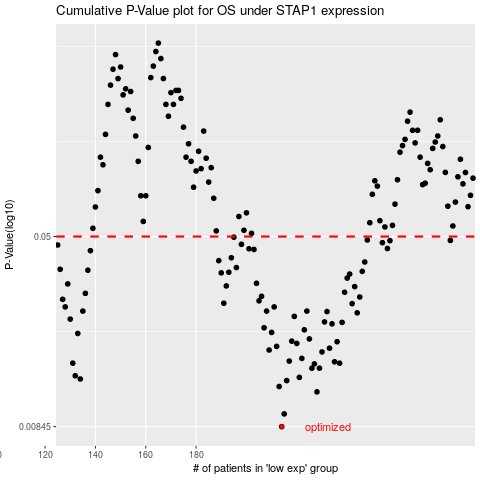 Cumulative P-Value plot for OS under STAP1 expression
P-Value(log10)
0.05
0.00845
optimized
0 120 140 160 180
# of patients in 'low exp' group